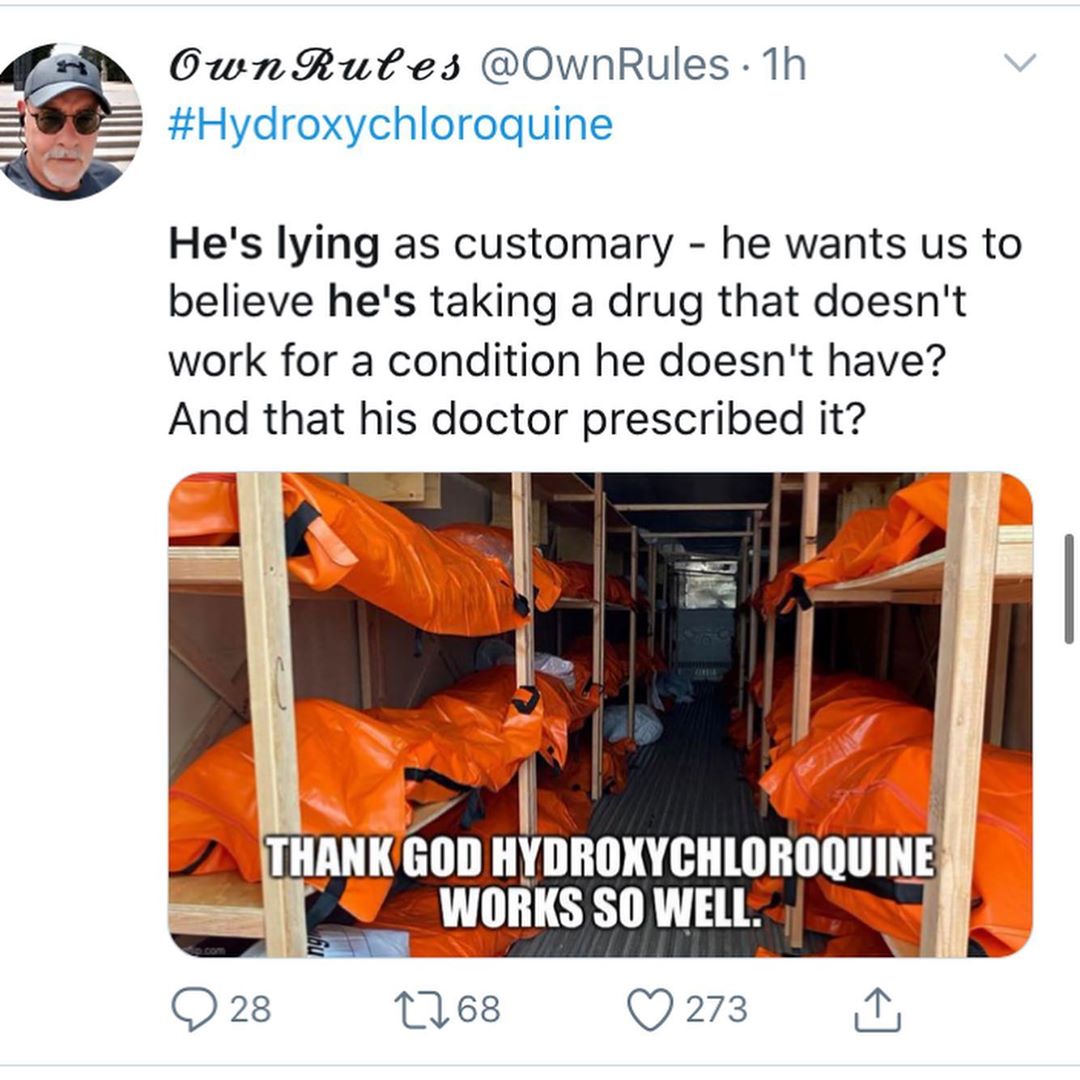 OwnRules @OwnRules · 1h
#Hydroxychloroquine
He's lying as customary - he wants us to
believe he's taking a drug that doesn't
work for a condition he doesn't have?
And that his doctor prescribed it?
THANK GOD HYDROXYCHLOROQUINE
WORKS SO WELL.
28 68 273